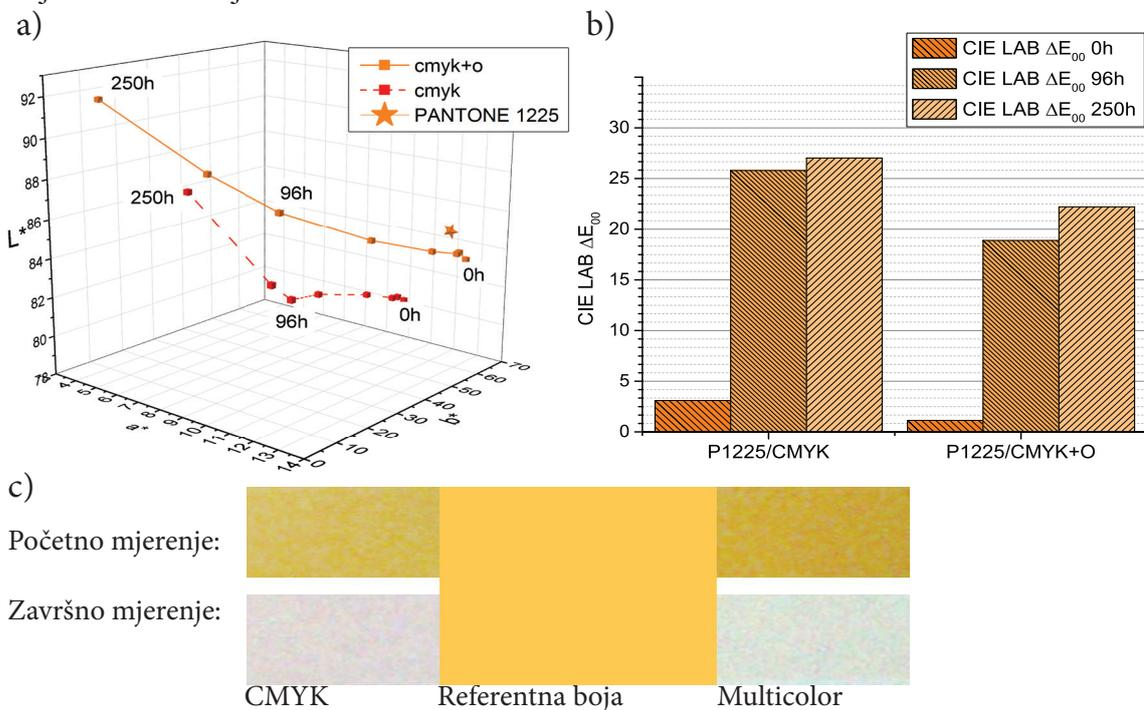 a)
250h
96h
0h
250h
96h
0h
cmyk+o
cmyk
PANTONE 1225
L*
92
90
88
86
84
82
80
78
4
5
6
7
8
9
10
11
12
13
14
a*
0
10
20
30
40
50
60
70
b*
b)
CIE LAB ΔE00 0h
CIE LAB ΔE00 96h
CIE LAB ΔE00 250h
CIE LAB ΔE00
30
25
20
15
10
5
0
P1225/CMYK
P1225/CMYK+O
c)
Početno mjerenje:
Završno mjerenje:
CMYK Referentna boja Multicolor